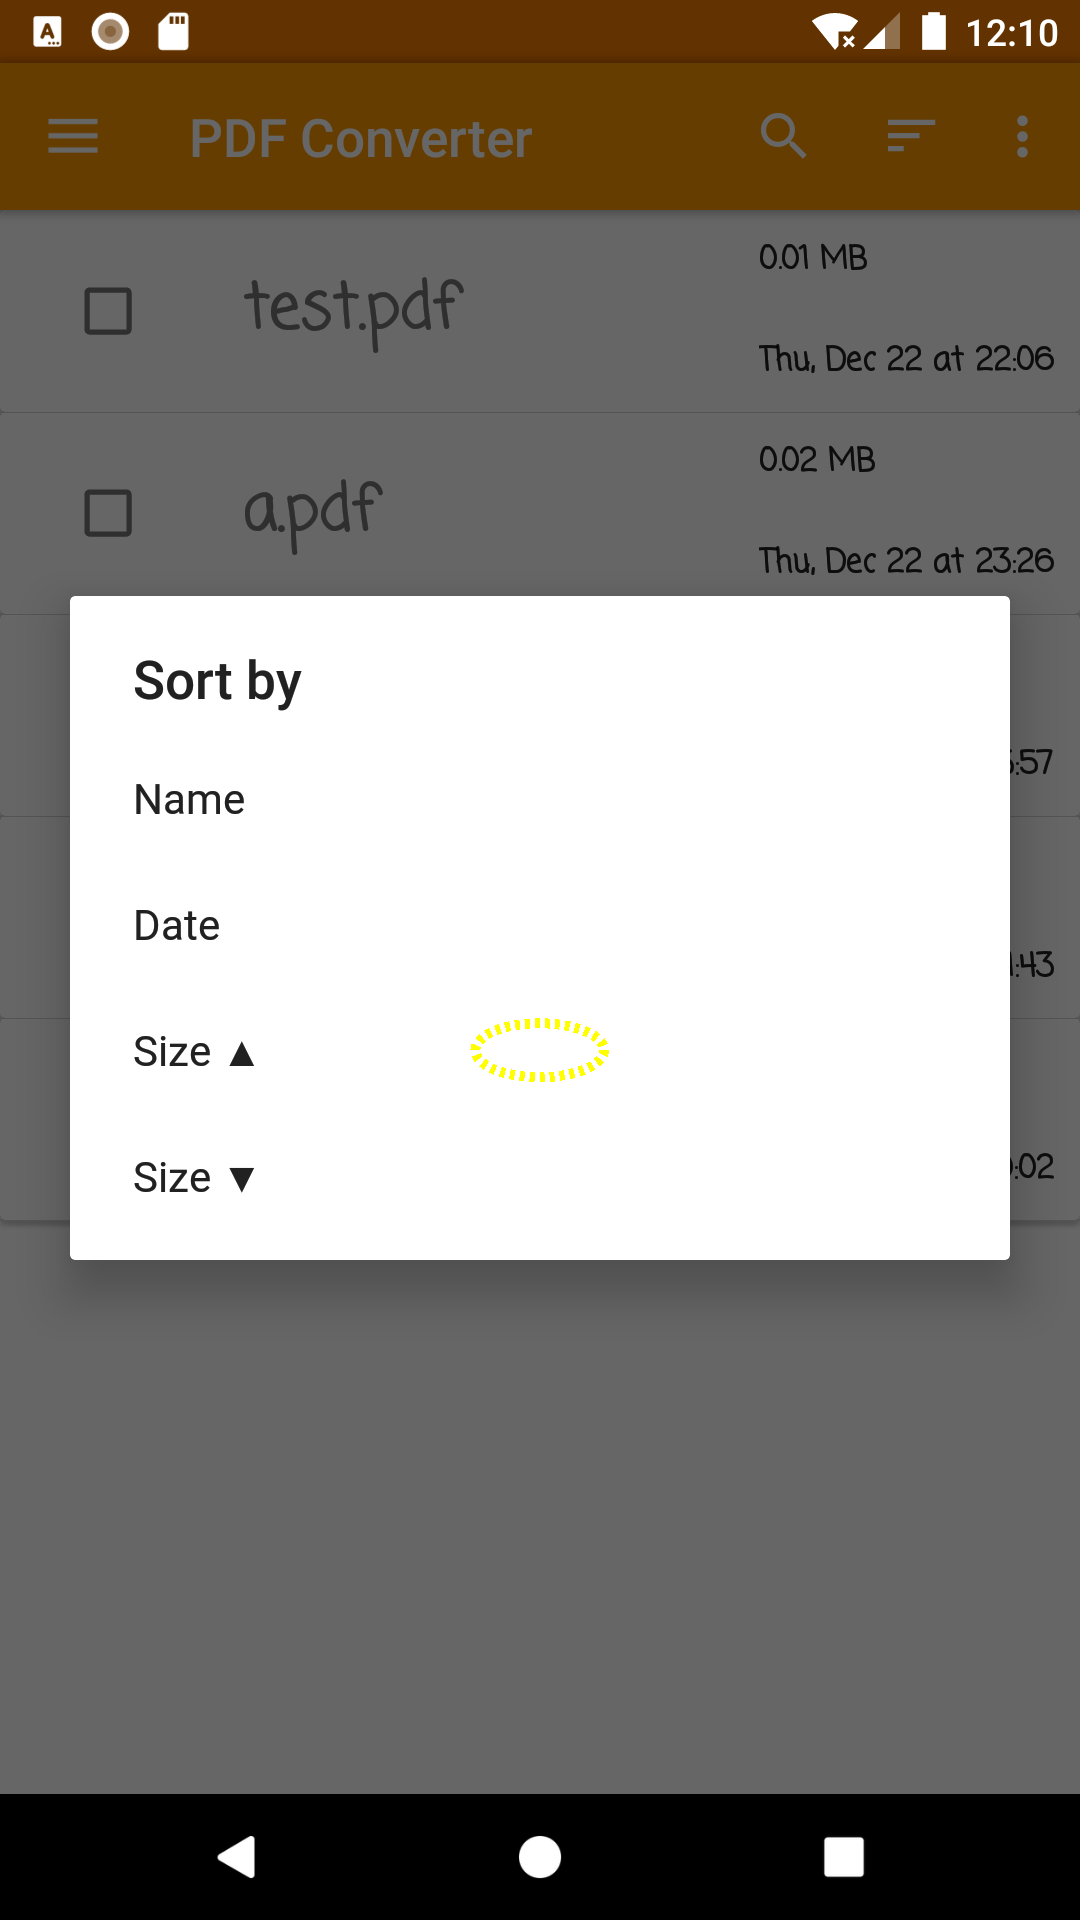 12:10
PDF Converter
test.pdf
0.01 MB
Thu, Dec 22 at 22:06
a.pdf
0.02 MB
Thu, Dec 22 at 23:26
Sort by
Name
Date
Size ▲
Size ▼
:57
:43
:02